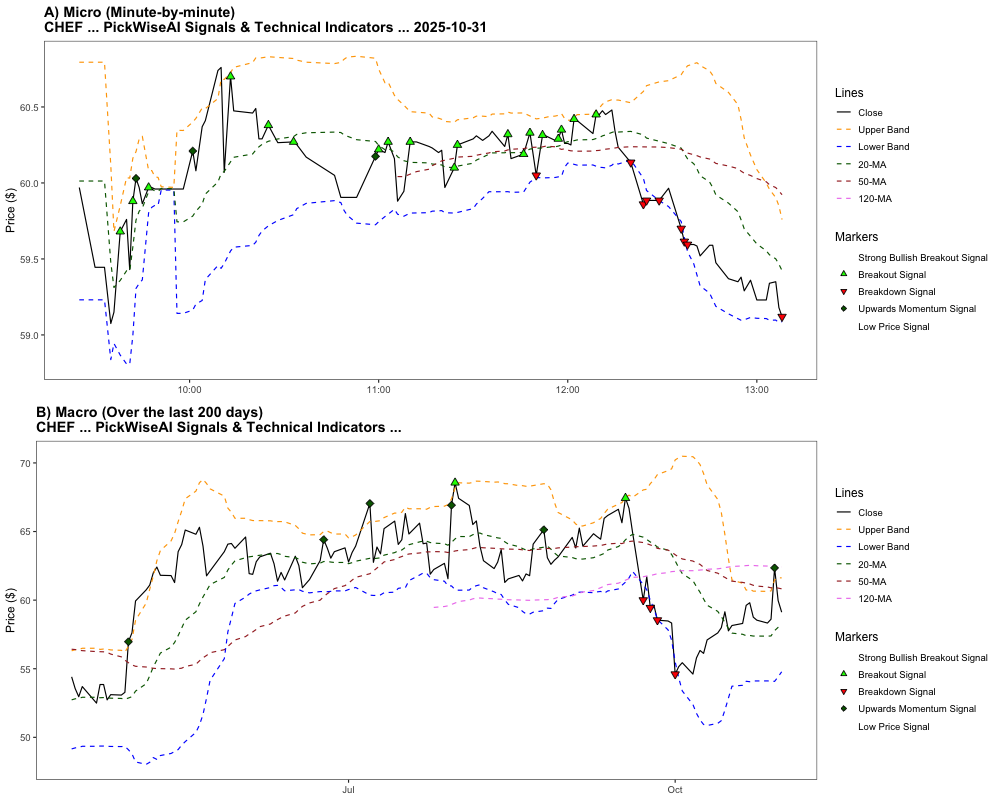 A) Micro (Minute-by-minute)
CHEF ... PickWiseAI Signals & Technical Indicators ... 2025-10-31
Price ($)
60.5
60.0
59.5
59.0
10:00
11:00
12:00
13:00
Lines
Close
Upper Band
Lower Band
20-MA
50-MA
120-MA
Markers
Strong Bullish Breakout Signal
Breakout Signal
Breakdown Signal
Upwards Momentum Signal
Low Price Signal
B) Macro (Over the last 200 days)
CHEF ... PickWiseAI Signals & Technical Indicators ...
Price ($)
70
65
60
55
50
Jul
Oct
Lines
Close
Upper Band
Lower Band
20-MA
50-MA
120-MA
Markers
Strong Bullish Breakout Signal
Breakout Signal
Breakdown Signal
Upwards Momentum Signal
Low Price Signal